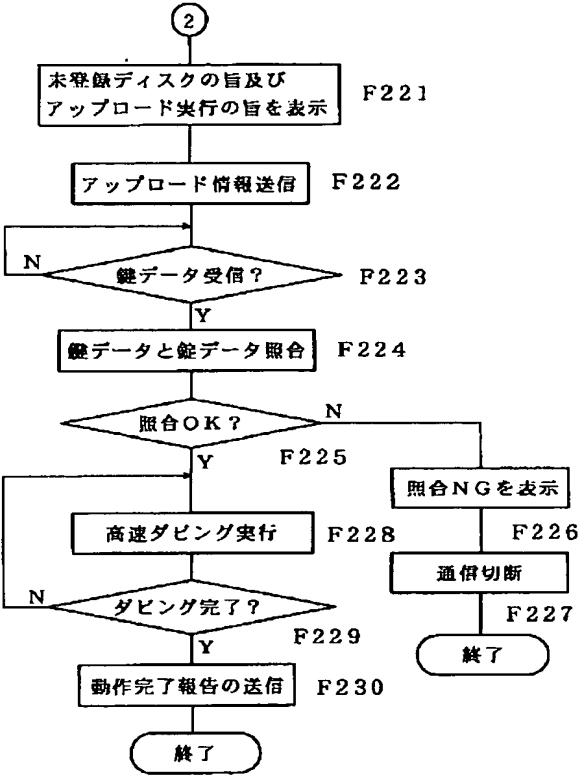 2
未登録ディスクの旨及び
アップロード実行の旨を表示
F221
アップロード情報送信
F222
N
鍵データ受信？
F223
Y
鍵データと錠データ照合
F224
照合OK？
N
F225
Y
照合NGを表示
F226
高速ダビング実行
F228
通信切断
F227
N
ダビング完了？
F229
Y
終了
動作完了報告の送信
F230
終了